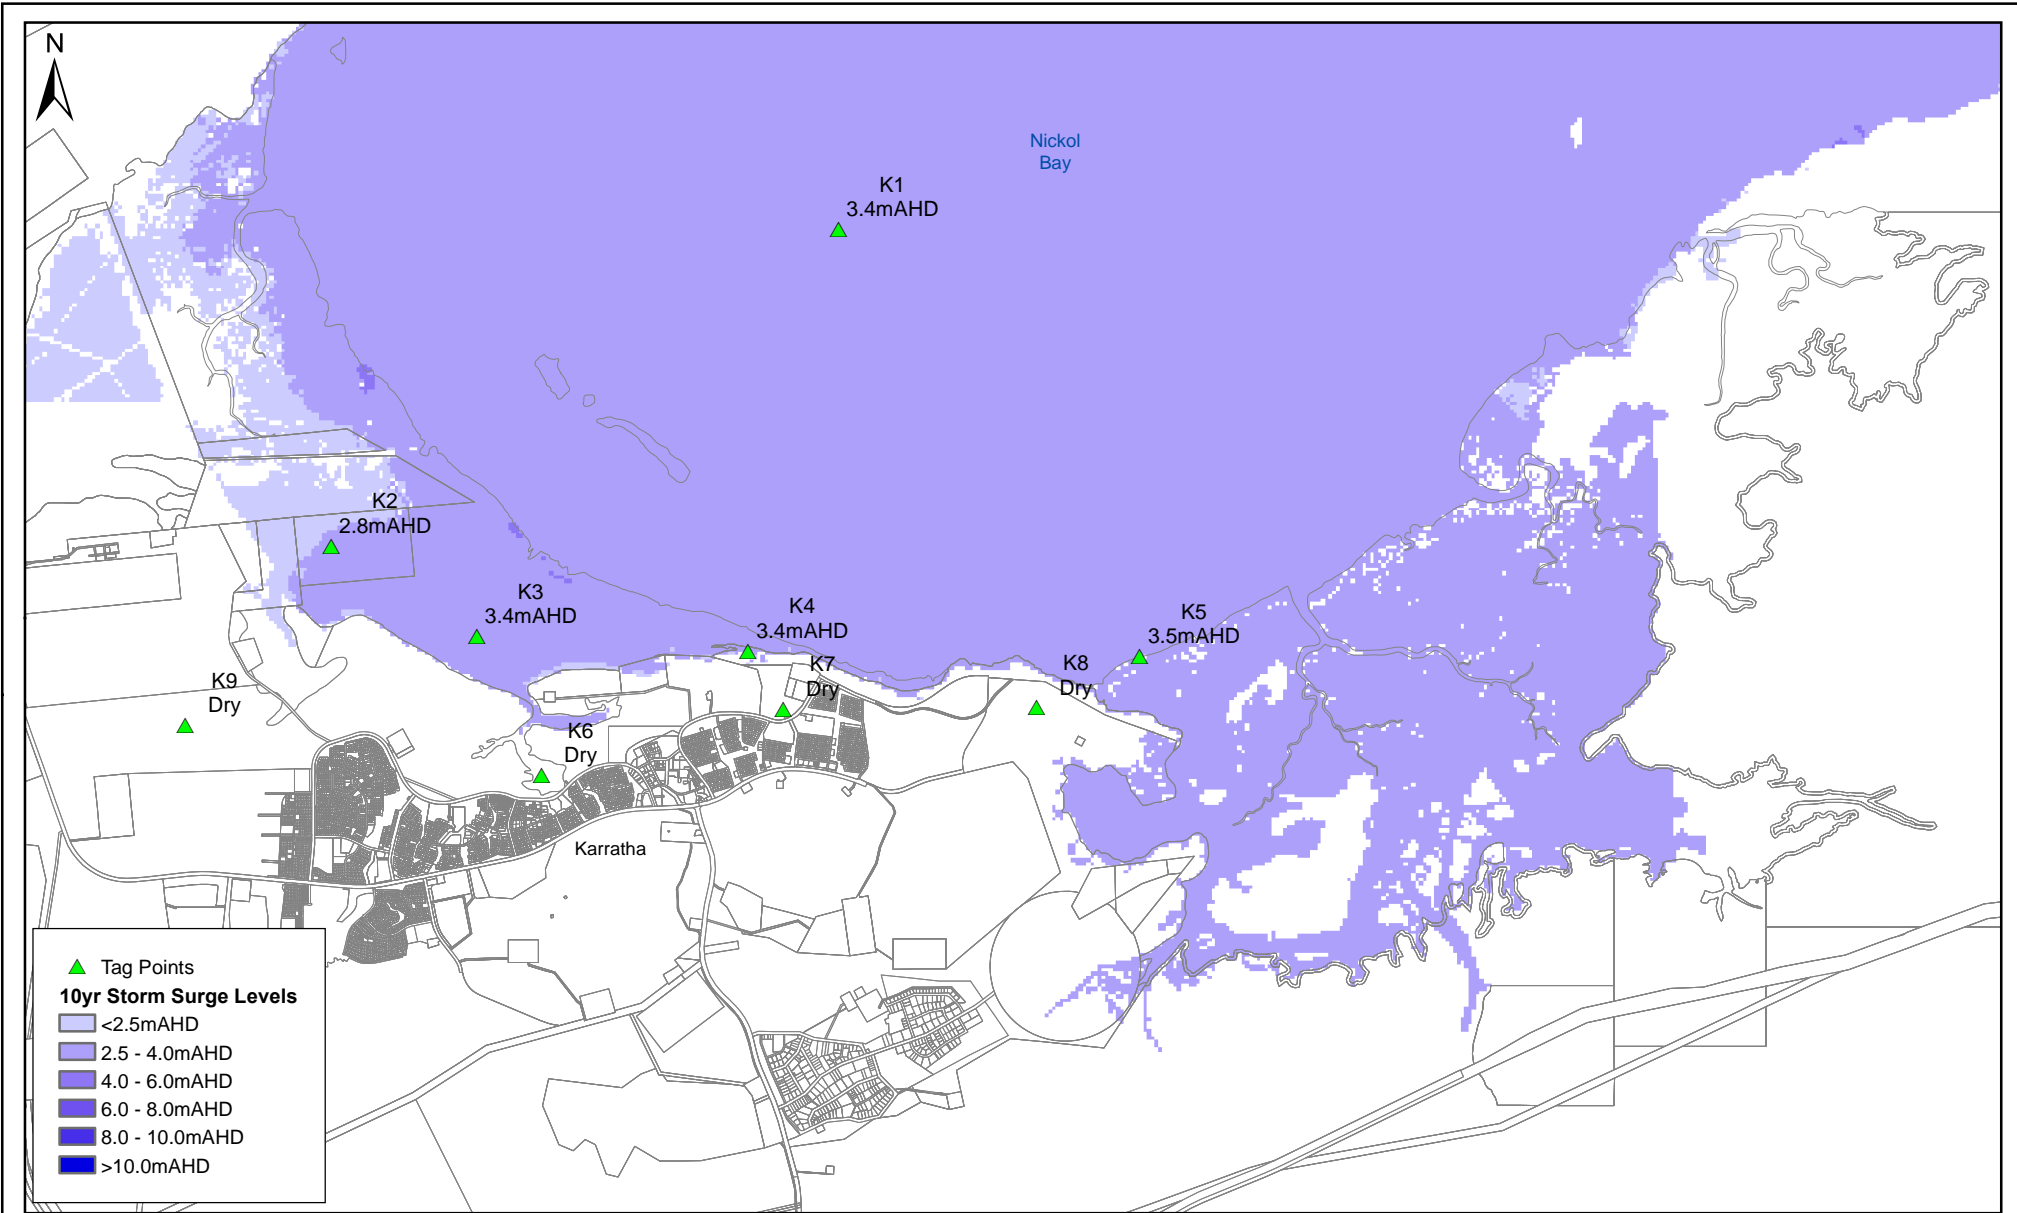 N
Nickol
Bay
K1
3.4mAHD
K2
2.8mAHD
K3
3.4mAHD
K4
3.4mAHD
K5
3.5mAHD
K7
Dry
K8
Dry
K9
Dry
K6
Dry
Karratha
Tag Points
10yr Storm Surge Levels
<2.5mAHD
2.5 - 4.0mAHD
4.0 - 6.0mAHD
6.0 - 8.0mAHD
8.0 - 10.0mAHD
>10.0mAHD